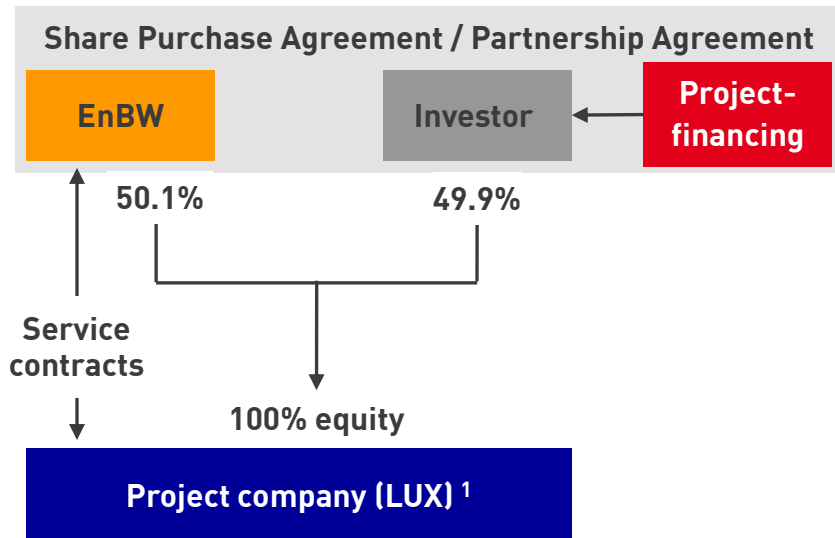 Share Purchase Agreement / Partnership Agreement
EnBW
Investor
Project-
financing
50.1%
49.9%
Service
contracts
100% equity
Project company (LUX) ¹